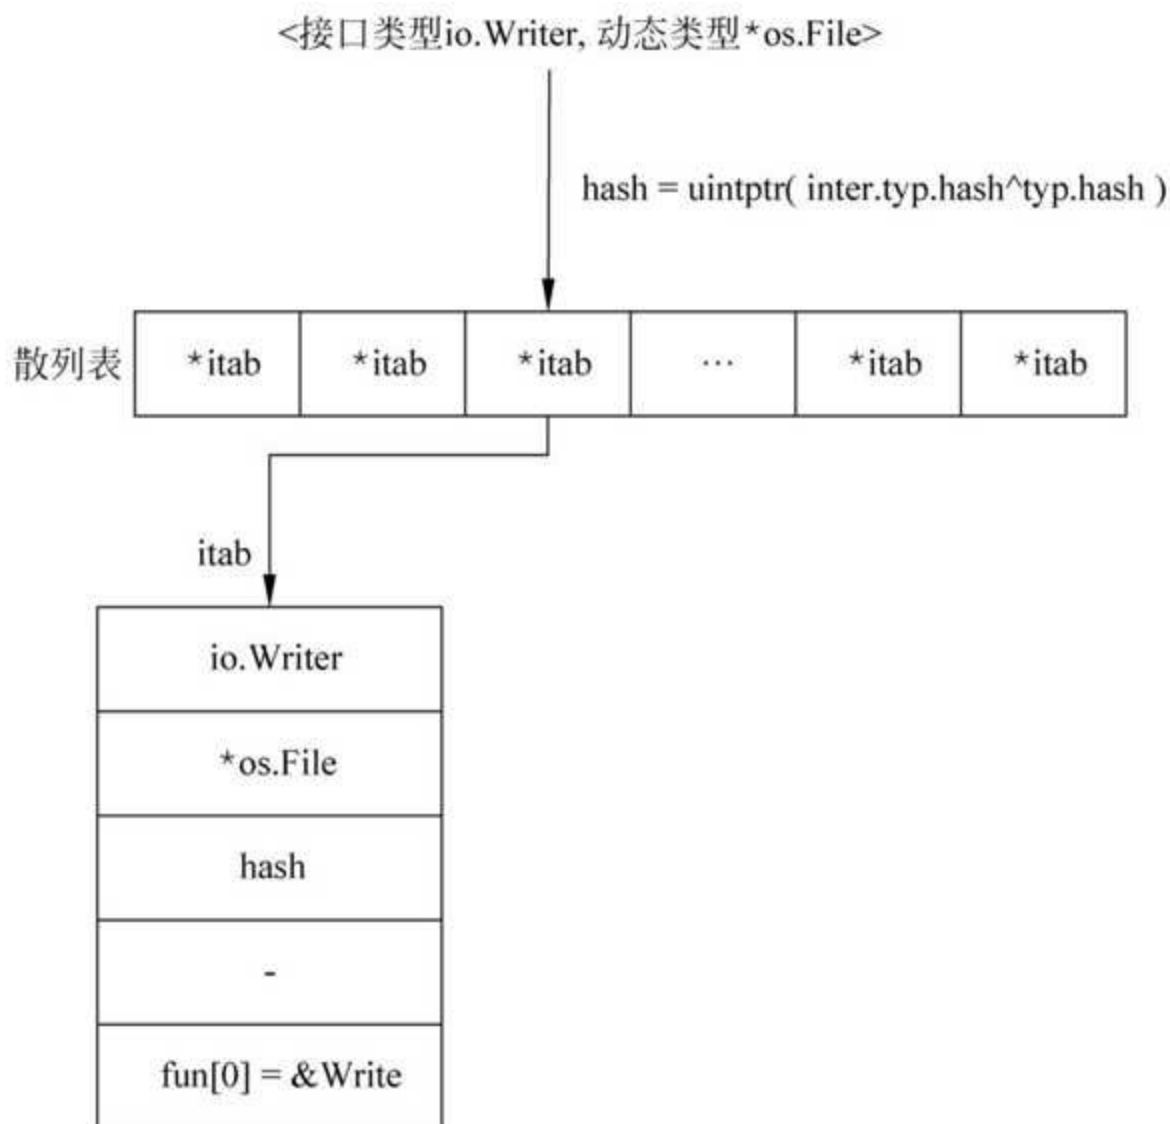 <接口类型io.Writer, 动态类型*os.File>
hash = uintptr( inter.typ.hash^typ.hash )
散列表 *itab *itab *itab … *itab *itab
itab
io.Writer
*os.File
hash
-
fun[0] = &Write